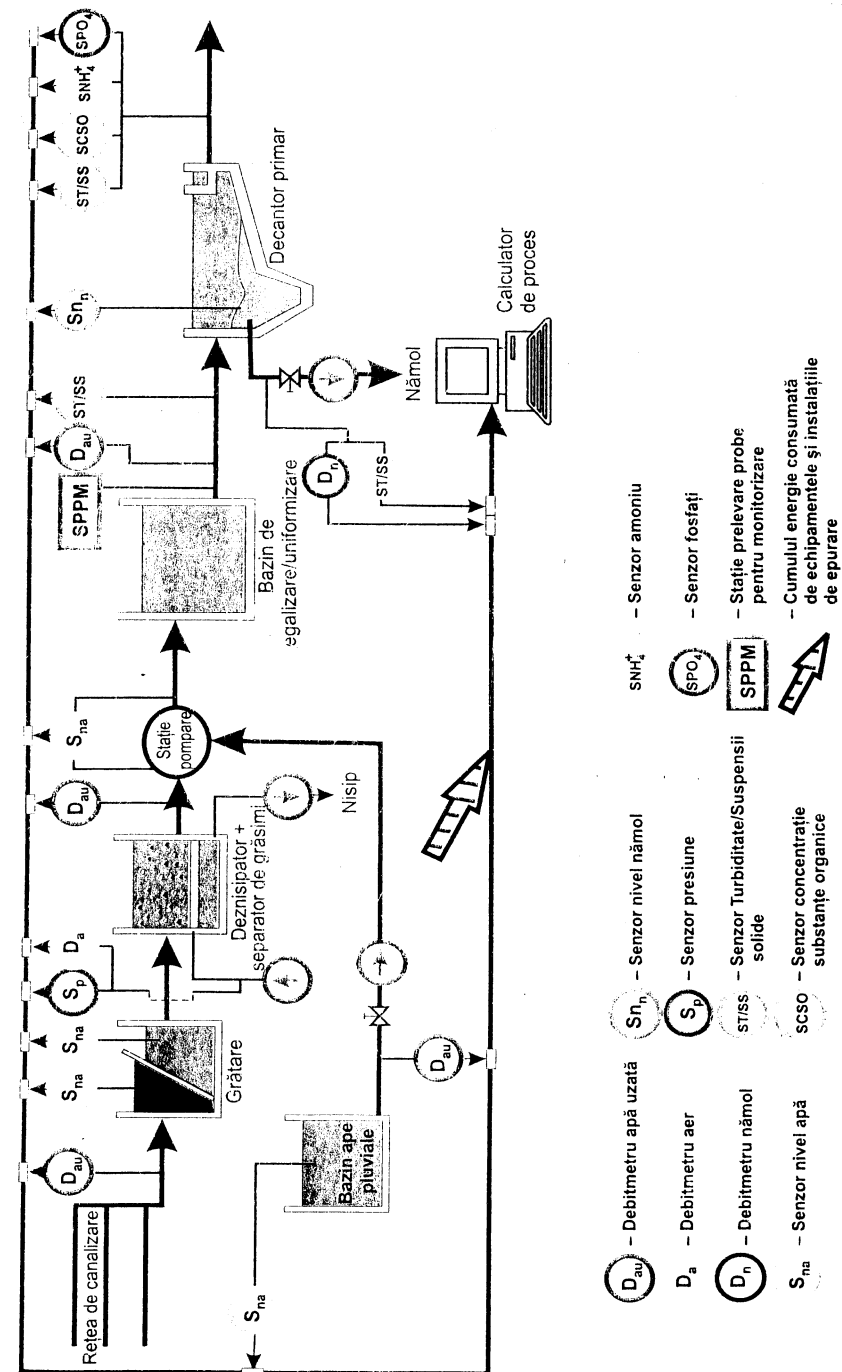 Rețea de canalizare
D_au
S_na
S_na
S_p
D_a
D_au
S_na
SPPM
D_au
ST/SS
Sn_n
ST/SS
SCSO
SNH₄⁺
SPO₄
Grătare
Deznisipator +
separator de grăsimi
Nisip
Stație
pompare
Bazin de
egalizare/uniformizare
Decantor primar
Nămol
D_n
ST/SS
S_na
Bazin ape
pluviale
D_au
Calculator
de proces
D_au – Debitmetru apă uzată
D_a – Debitmetru aer
D_n – Debitmetru nămol
S_na – Senzor nivel apă
Sn_n – Senzor nivel nămol
S_p – Senzor presiune
ST/SS – Senzor Turbiditate/Suspensii
solide
SCSO – Senzor concentrație
substanțe organice
SNH₄⁺ – Senzor amoniu
SPO₄ – Senzor fosfați
SPPM – Stație prelevare probe
pentru monitorizare
– Cumulul energie consumată
de echipamentele și instalațiile
de epurare